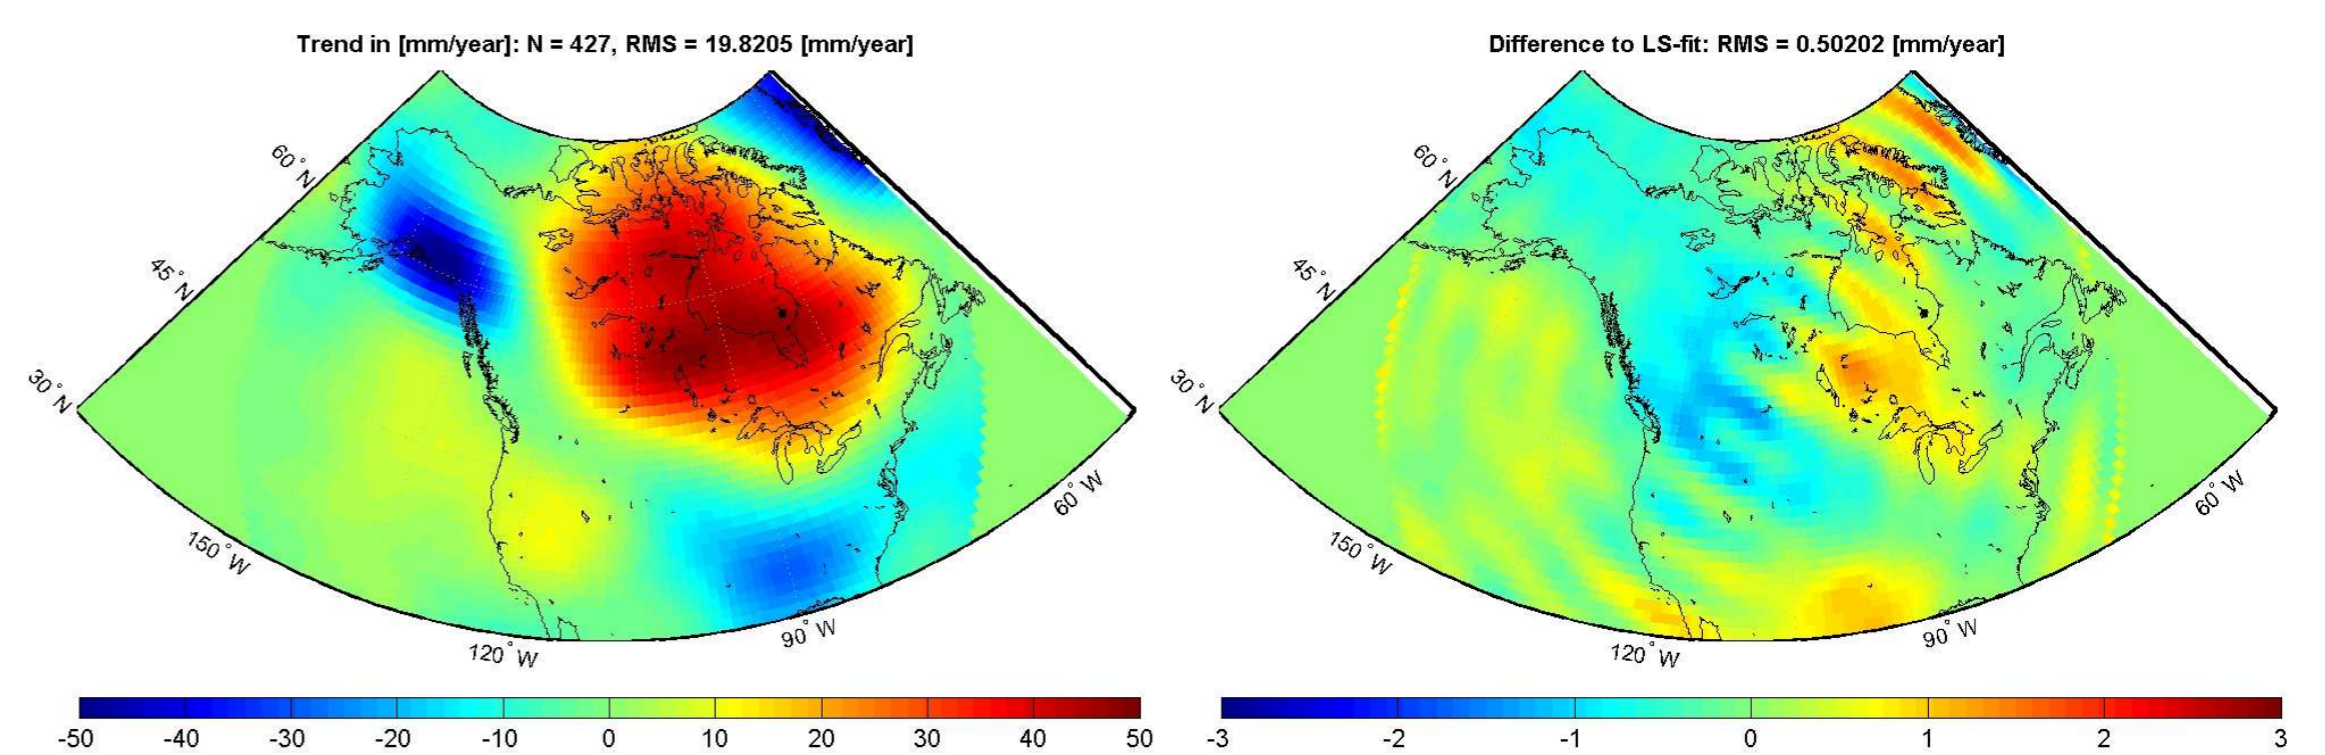 Trend in [mm/year]: N = 427, RMS = 19.8205 [mm/year]
60° N
45° N
30° N
150° W
120° W
90° W
60° W
-50 -40 -30 -20 -10 0 10 20 30 40 50
Difference to LS-fit: RMS = 0.50202 [mm/year]
60° N
45° N
30° N
150° W
120° W
90° W
60° W
-3 -2 -1 0 1 2 3